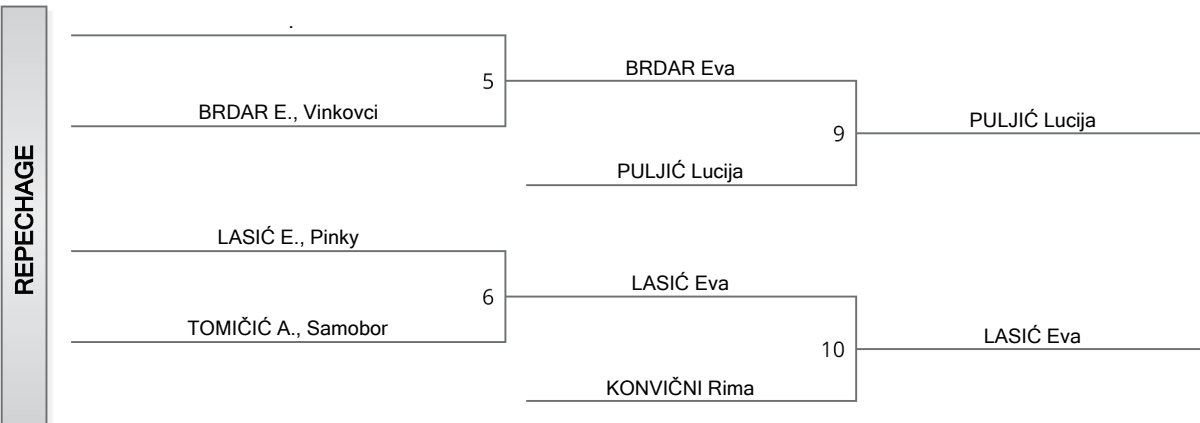 REPECHAGE
.
5
BRDAR E., Vinkovci
BRDAR Eva
9
PULJIĆ Lucija
PULJIĆ Lucija
LASIĆ E., Pinky
6
TOMIČIĆ A., Samobor
LASIĆ Eva
10
KONVIČNI Rima
LASIĆ Eva